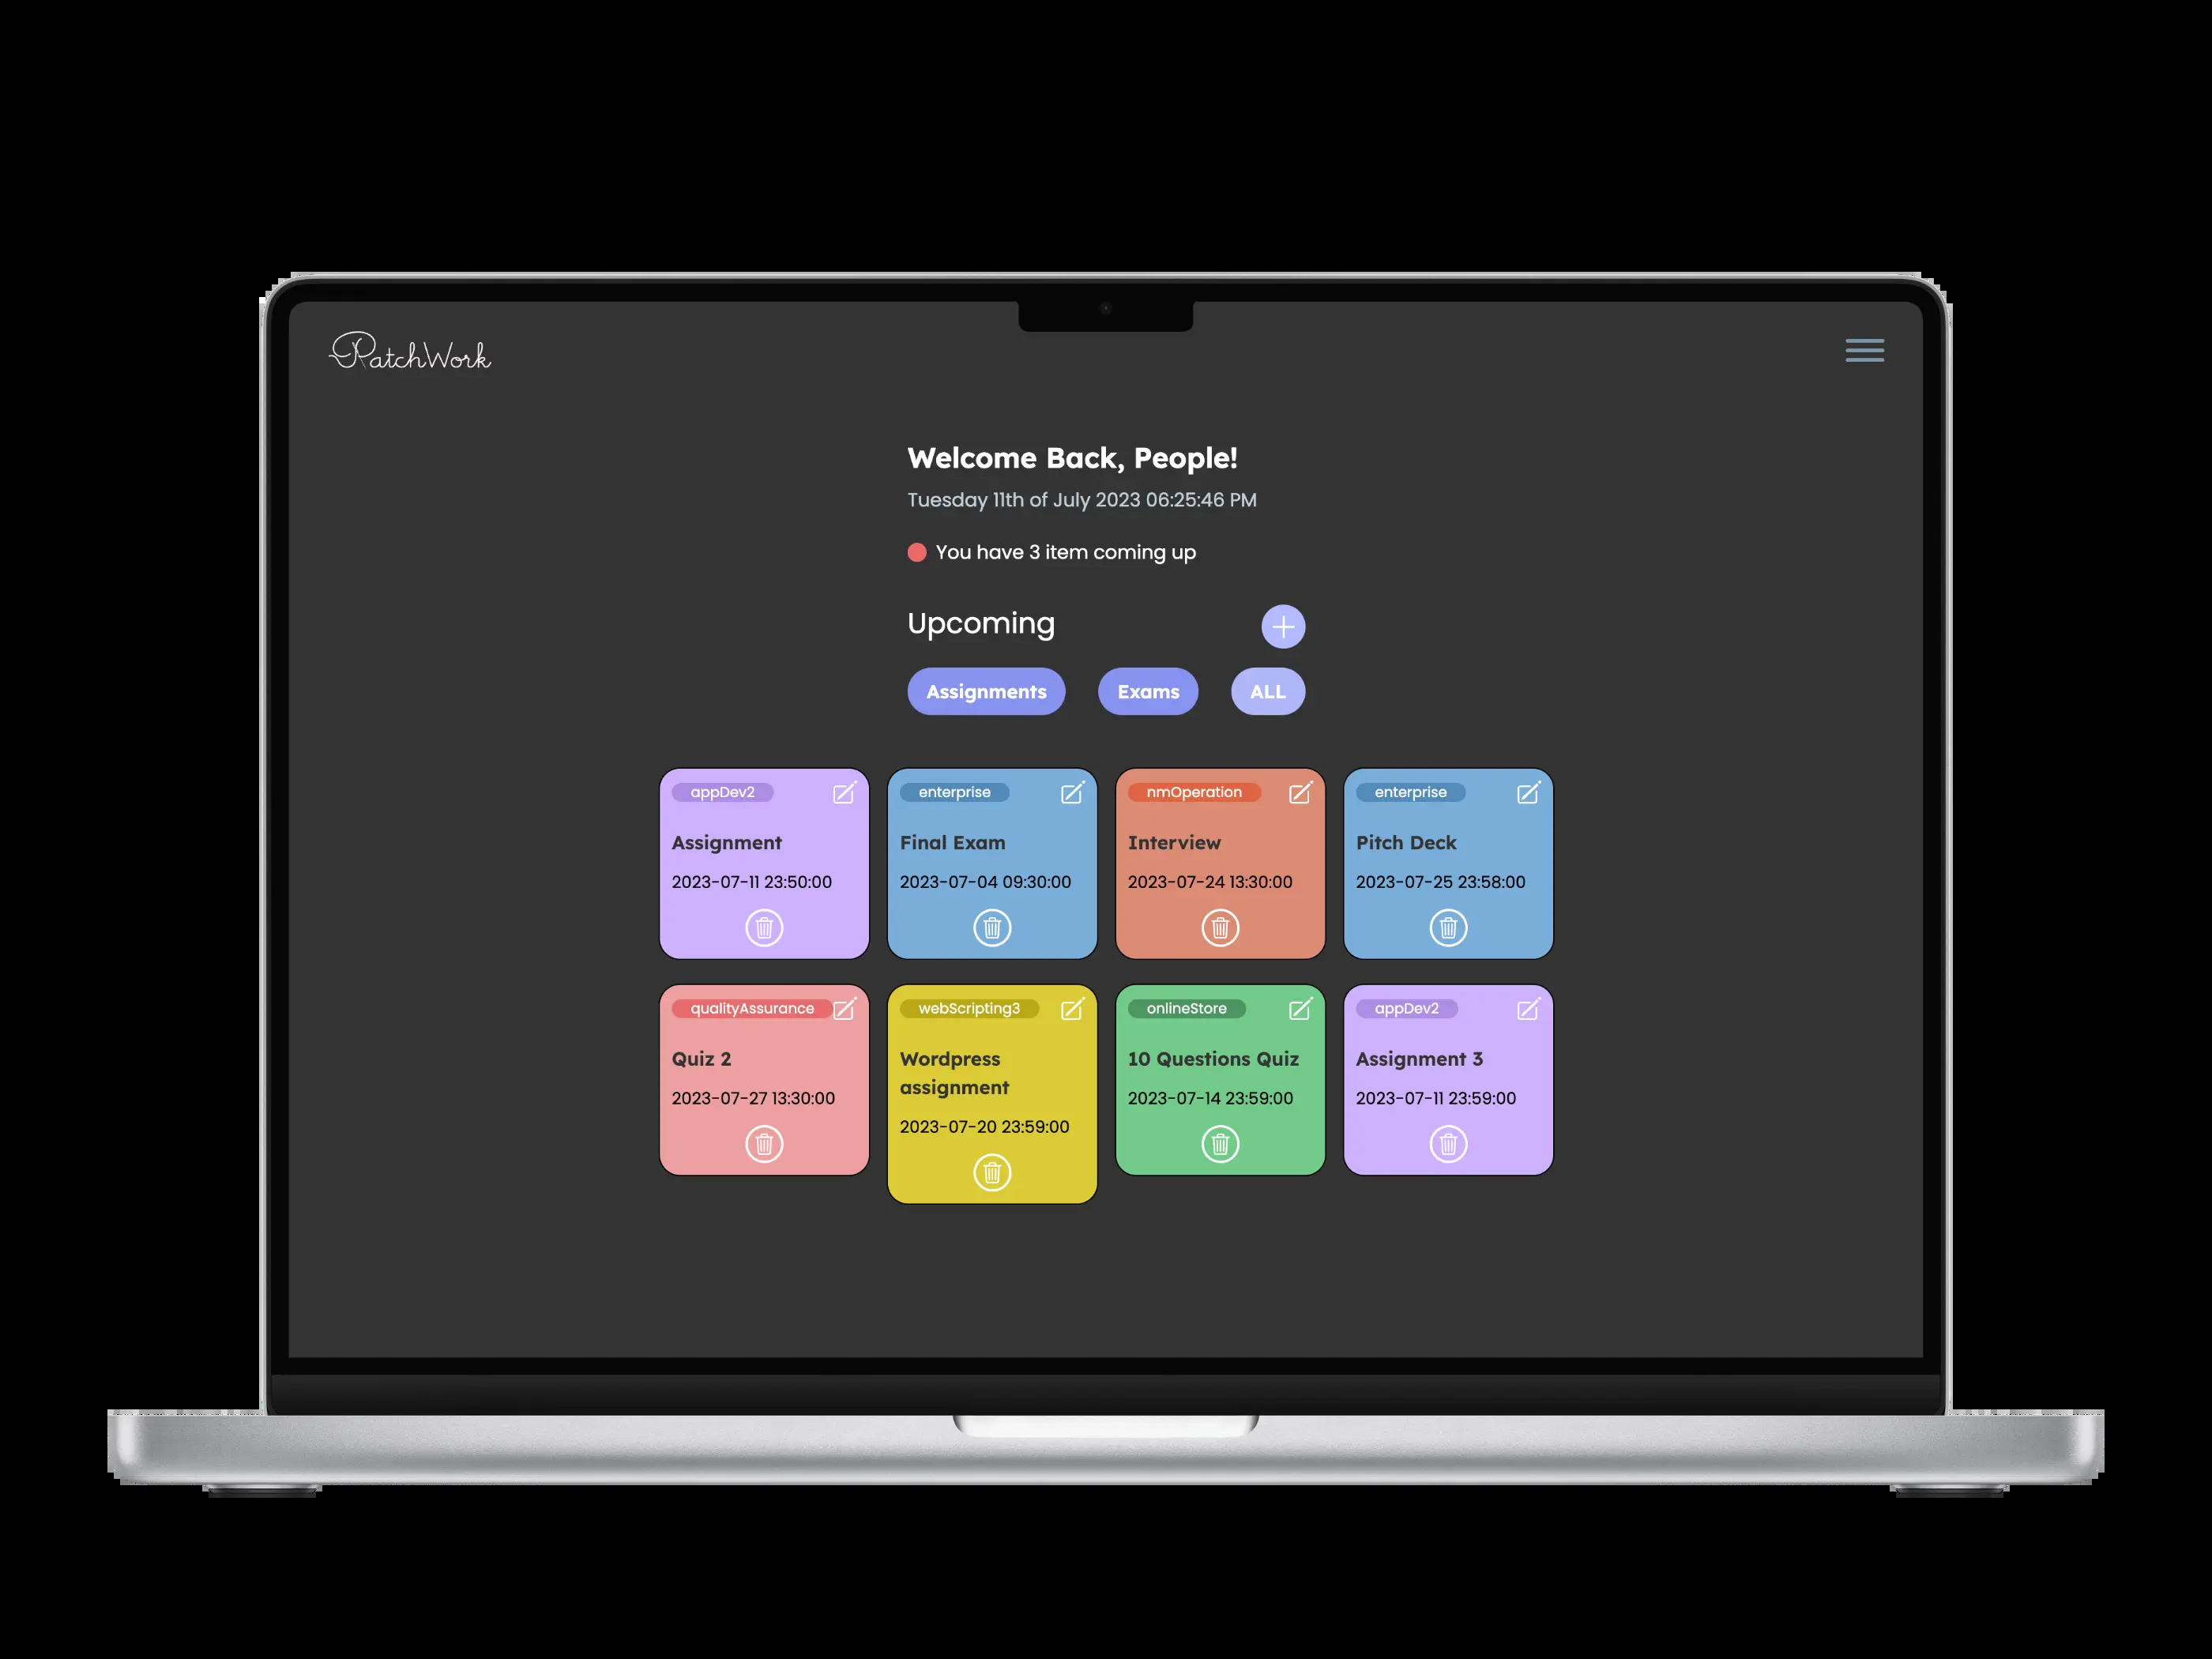 PatchWork
Welcome Back, People!
Tuesday 11th of July 2023 06:25:46 PM
You have 3 item coming up
Upcoming
Assignments
Exams
ALL
appDev2
Assignment
2023-07-11 23:50:00
enterprise
Final Exam
2023-07-04 09:30:00
nmOperation
Interview
2023-07-24 13:30:00
enterprise
Pitch Deck
2023-07-25 23:58:00
qualityAssurance
Quiz 2
2023-07-27 13:30:00
webScripting3
Wordpress
assignment
2023-07-20 23:59:00
onlineStore
10 Questions Quiz
2023-07-14 23:59:00
appDev2
Assignment 3
2023-07-11 23:59:00